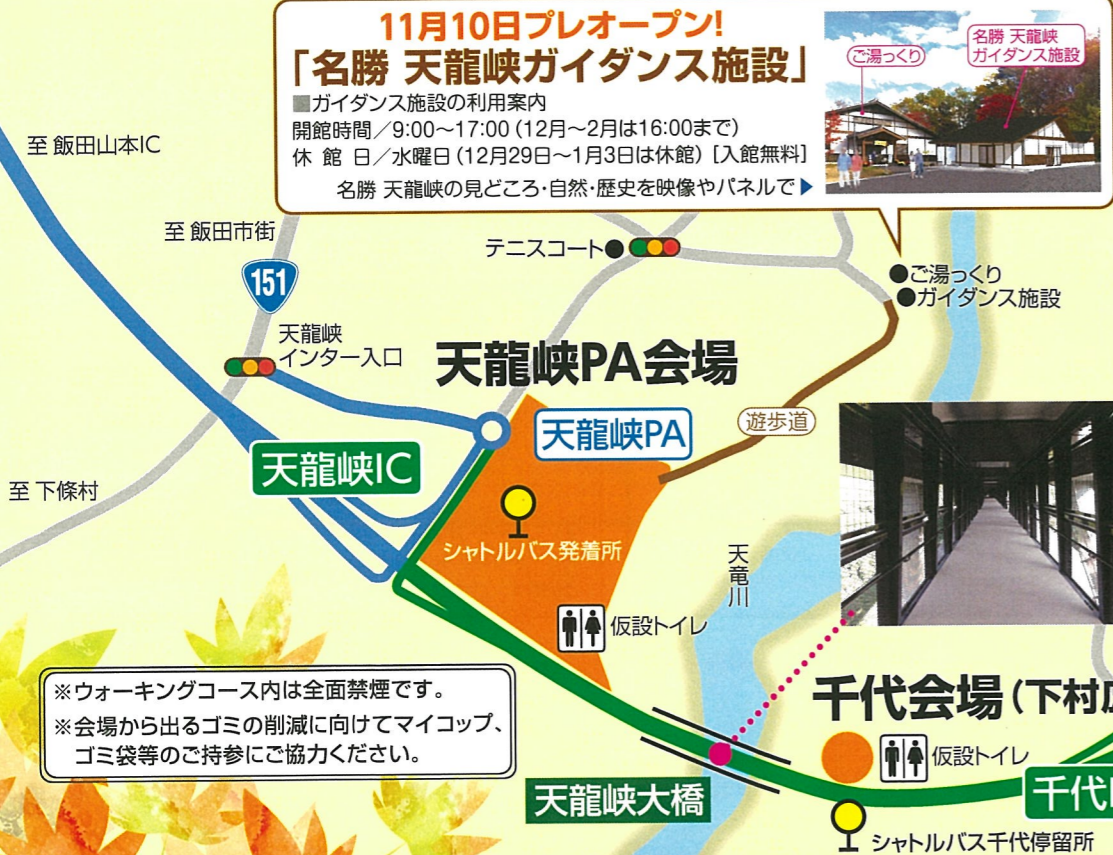 11月10日プレオープン!
「名勝 天龍峡ガイダンス施設」
■ガイダンス施設の利用案内
開館時間／9:00〜17:00 (12月〜2月は16:00まで)
休 館 日／水曜日 (12月29日〜1月3日は休館) [入館無料]
名勝 天龍峡の見どころ・自然・歴史を映像やパネルで▶
ご湯っくり
名勝 天龍峡
ガイダンス施設
至 飯田山本IC
至 飯田市街
151
テニスコート●
●ご湯っくり
●ガイダンス施設
天龍峡
インター入口
天龍峡PA会場
天龍峡PA
遊歩道
天龍峡IC
至 下條村
シャトルバス発着所
天竜川
仮設トイレ
※ウォーキングコース内は全面禁煙です。
※会場から出るゴミの削減に向けてマイコップ、
ゴミ袋等のご持参にご協力ください。
千代会場 (下村
仮設トイレ
天龍峡大橋
千代
シャトルバス千代停留所